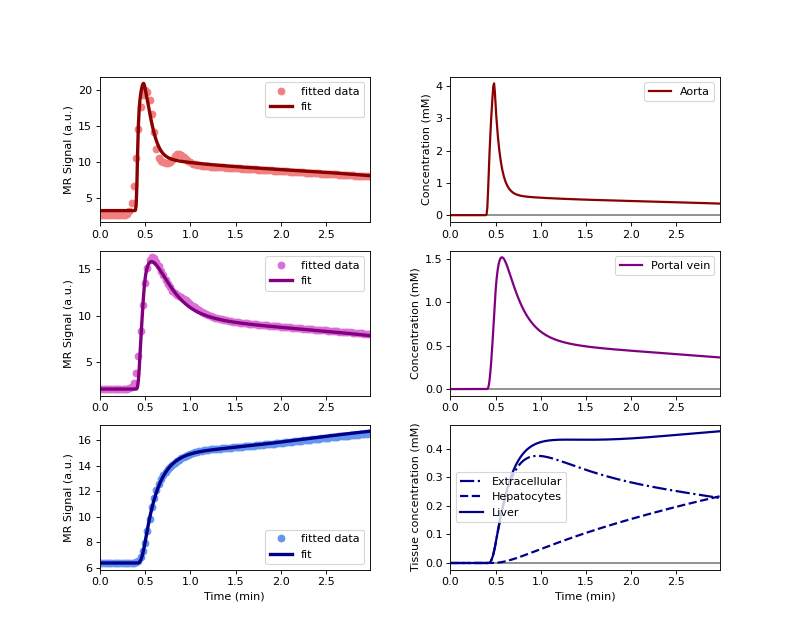 MR Signal (a.u.)
20
15
10
5
0.0 0.5 1.0 1.5 2.0 2.5
fitted data
fit
Concentration (mM)
4
3
2
1
0
0.0 0.5 1.0 1.5 2.0 2.5
Aorta
MR Signal (a.u.)
15
10
5
0.0 0.5 1.0 1.5 2.0 2.5
fitted data
fit
Concentration (mM)
1.5
1.0
0.5
0.0
0.0 0.5 1.0 1.5 2.0 2.5
Portal vein
MR Signal (a.u.)
16
14
12
10
8
6
0.0 0.5 1.0 1.5 2.0 2.5
Time (min)
fitted data
fit
Tissue concentration (mM)
0.4
0.3
0.2
0.1
0.0
0.0 0.5 1.0 1.5 2.0 2.5
Time (min)
Extracellular
Hepatocytes
Liver